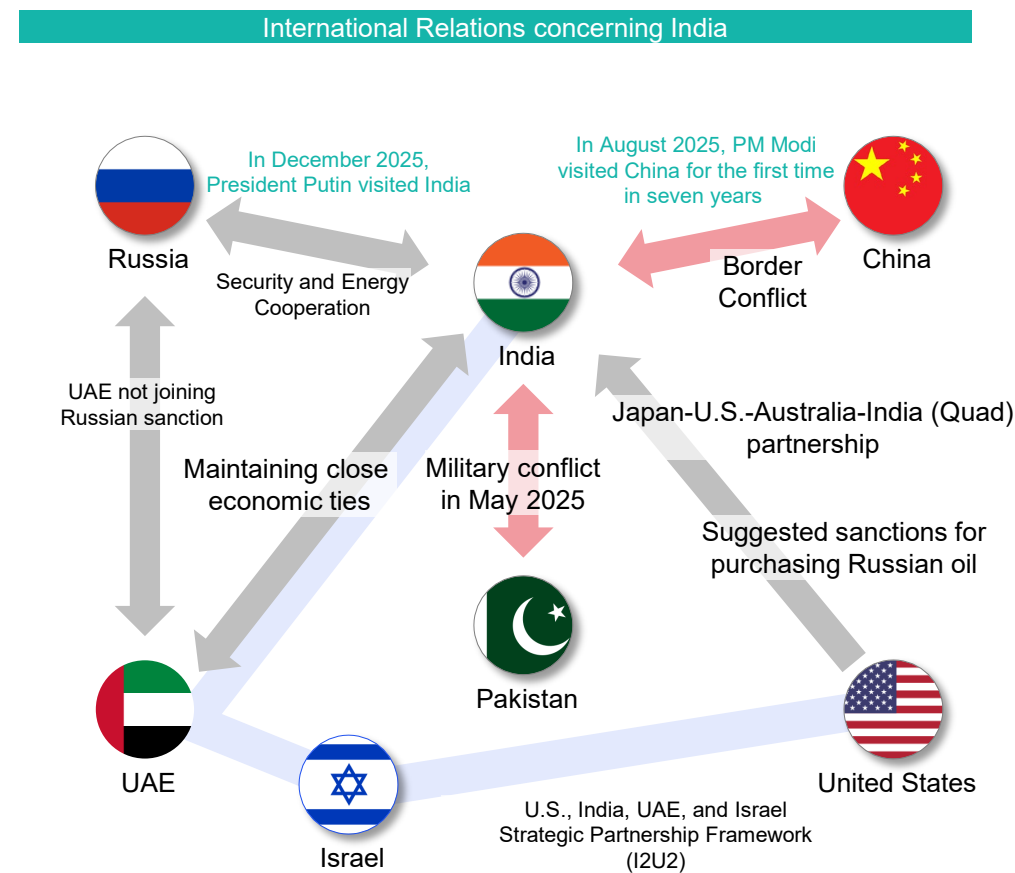 International Relations concerning India
In December 2025,
President Putin visited India
In August 2025, PM Modi
visited China for the first time
in seven years
Russia
China
Security and Energy
Cooperation
Border
Conflict
India
UAE not joining
Russian sanction
Japan-U.S.-Australia-India (Quad)
partnership
Maintaining close
economic ties
Military conflict
in May 2025
Suggested sanctions for
purchasing Russian oil
Pakistan
UAE
United States
U.S., India, UAE, and Israel
Strategic Partnership Framework
(I2U2)
Israel